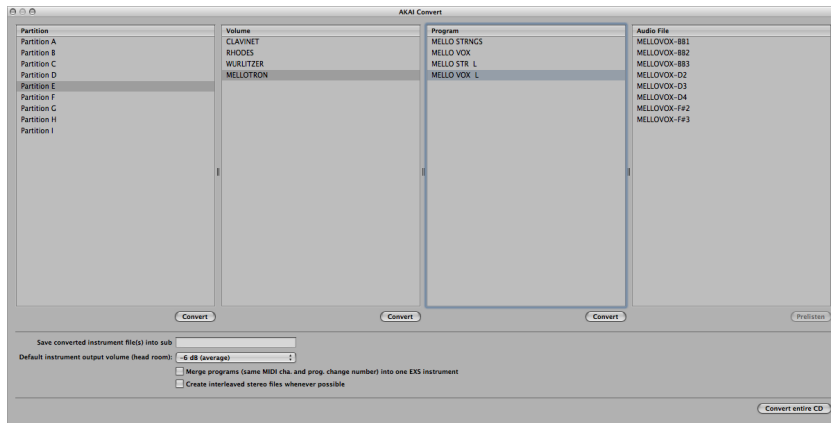 AKAI Convert
Partition
Partition A
Partition B
Partition C
Partition D
Partition E
Partition F
Partition G
Partition H
Partition I
Convert
Volume
CLAVINET
RHODES
WURLITZER
MELLOTRON
Convert
Program
MELLO STRNGS
MELLO VOX
MELLO STR L
MELLO VOX L
Convert
Audio File
MELLOVOX-BB1
MELLOVOX-BB2
MELLOVOX-BB3
MELLOVOX-D2
MELLOVOX-D3
MELLOVOX-D4
MELLOVOX-F#2
MELLOVOX-F#3
Prelisten
Save converted instrument file(s) into sub
Default instrument output volume (head room): -6 dB (average)
Merge programs (same MIDI cha. and prog. change number) into one EXS instrument
Create interleaved stereo files whenever possible
Convert entire CD